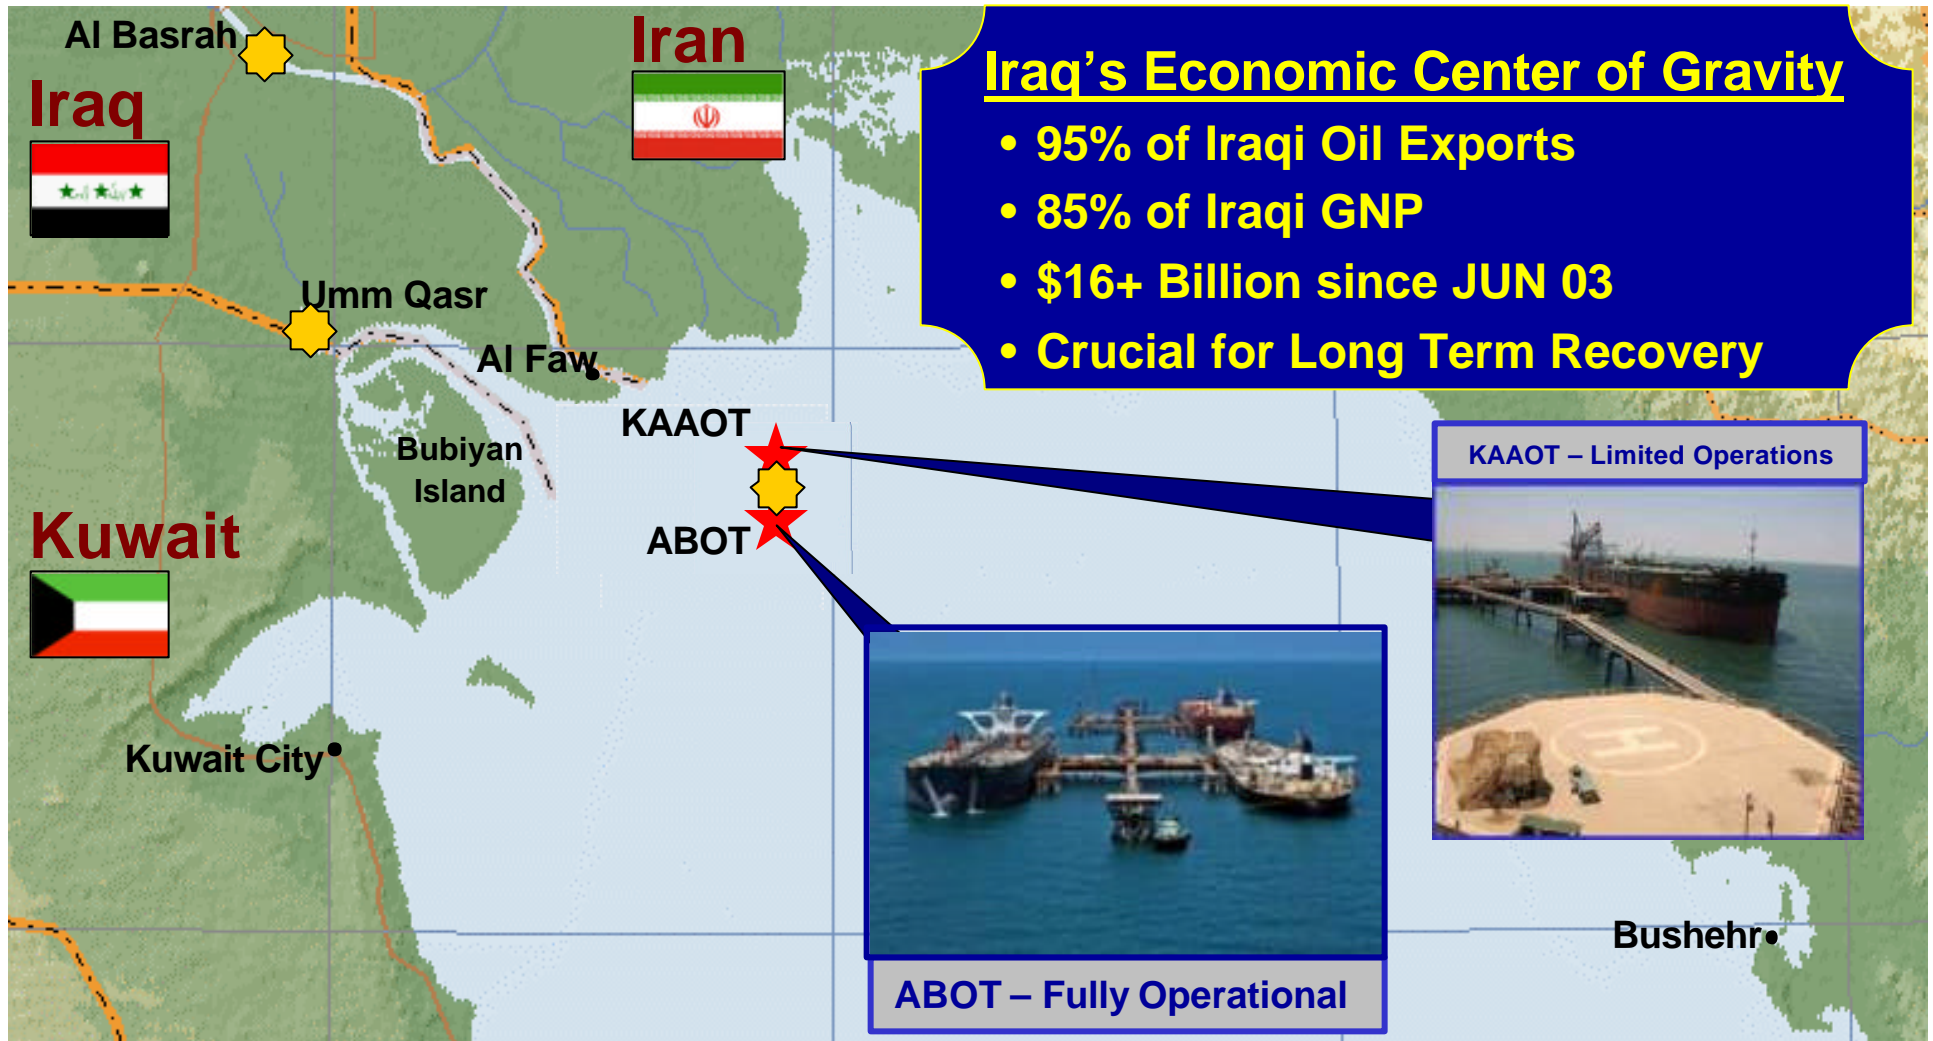 Al Basrah
Iraq
Iran
Iraq’s Economic Center of Gravity
• 95% of Iraqi Oil Exports
• 85% of Iraqi GNP
• $16+ Billion since JUN 03
• Crucial for Long Term Recovery
Umm Qasr
Al Faw
KAAOT
Bubiyan
Island
ABOT
KAAOT – Limited Operations
Kuwait
H
Kuwait City
Bushehr
ABOT – Fully Operational